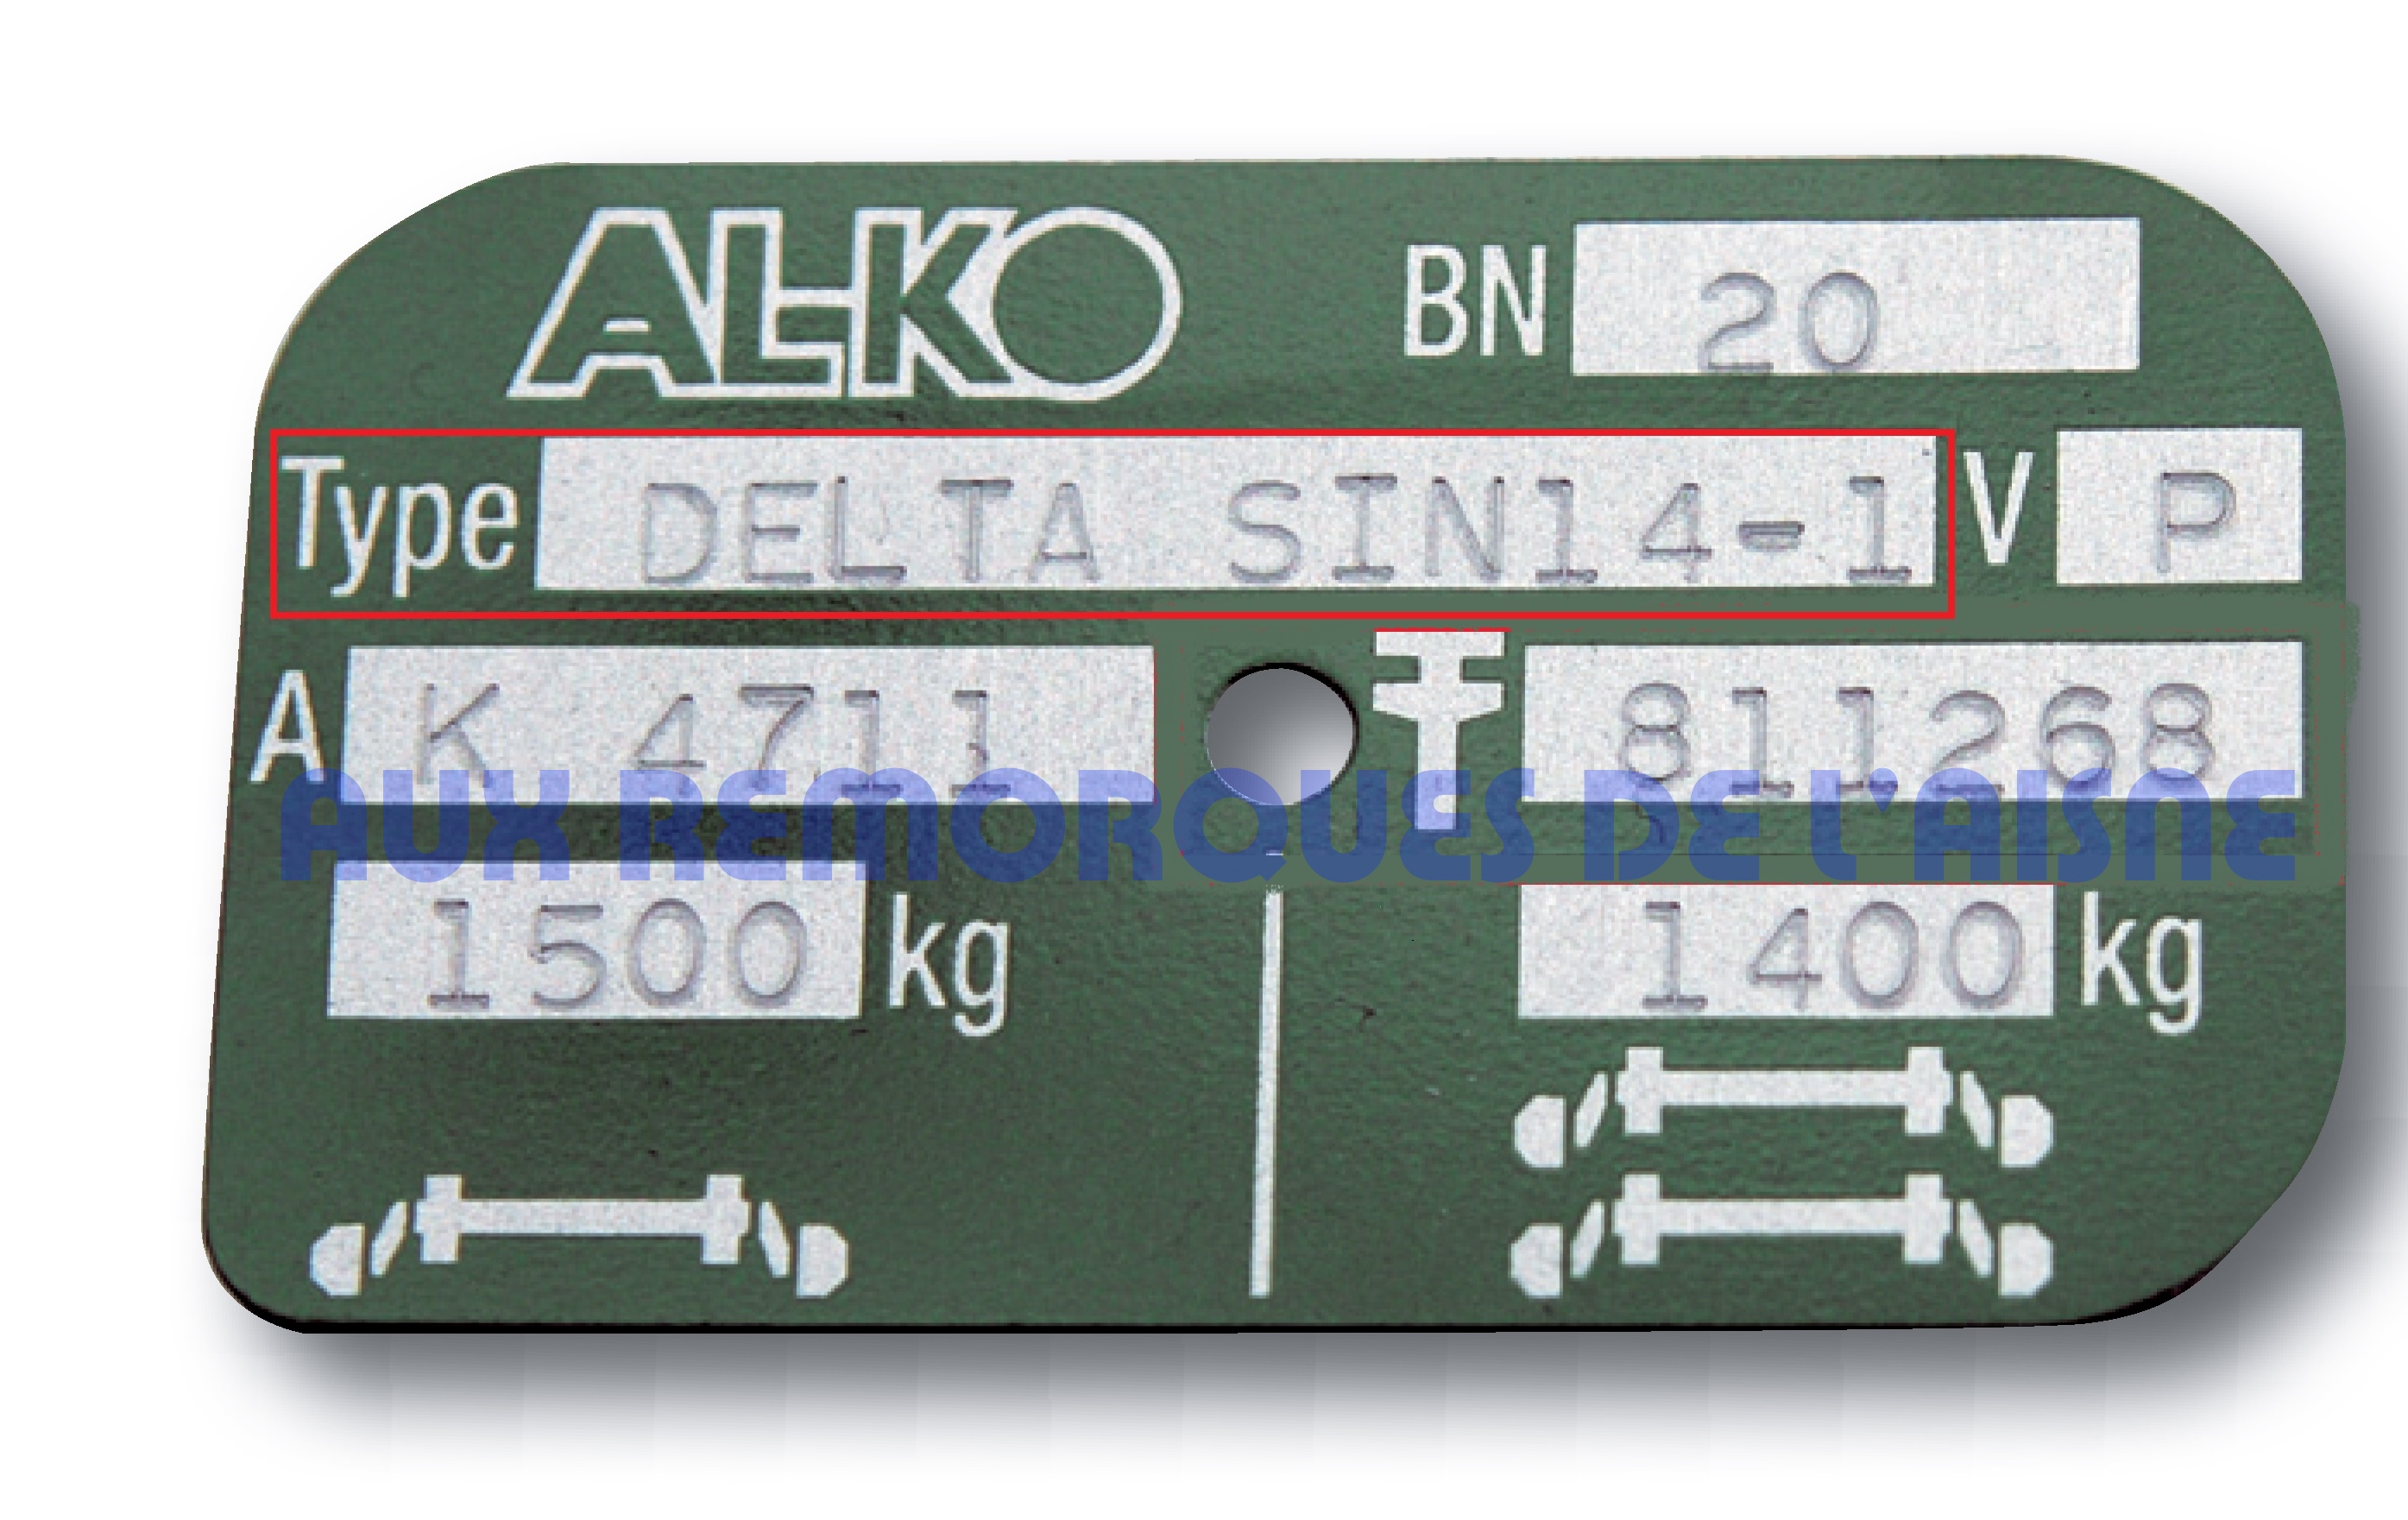 AL-KO BN 20
Type DELTA SIN14-1 V P
A K 4711 811268
AUX REMORQUES DE L'AISNE
1500 kg 1400 kg